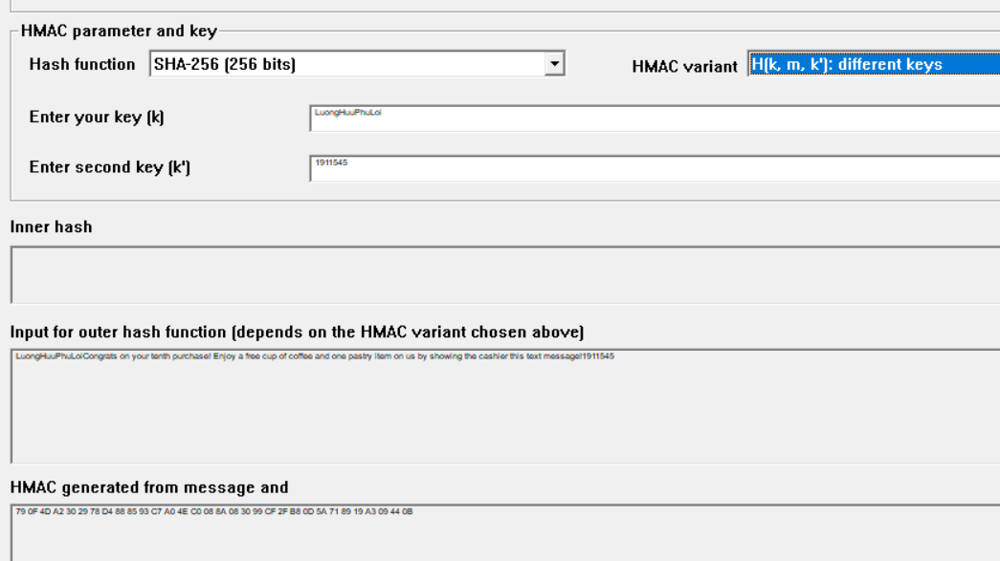 HMAC parameter and key
Hash function SHA-256 (256 bits) HMAC variant H(k, m, k'): different keys
Enter your key (k) LuongHuuPhuLoi
Enter second key (k') 1911545
Inner hash
Input for outer hash function (depends on the HMAC variant chosen above)
LuongHuuPhuLoiCongrats on your tenth purchase! Enjoy a free cup of coffee and one pastry item on us by showing the cashier this text message!1911545
HMAC generated from message and
79 0F 4D A2 30 29 78 D4 88 85 93 C7 A0 4E C0 08 8A 08 30 99 CF 2F B8 0D 5A 71 89 19 A3 09 44 0B